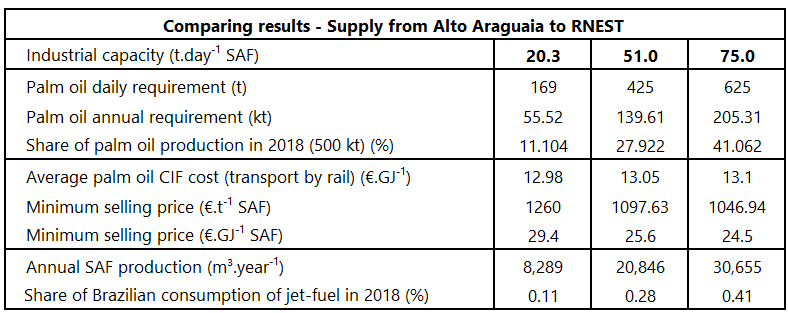 Comparing results - Supply from Alto Araguaia to RNEST
Industrial capacity (t.day⁻¹ SAF) 20.3 51.0 75.0
Palm oil daily requirement (t) 169 425 625
Palm oil annual requirement (kt) 55.52 139.61 205.31
Share of palm oil production in 2018 (500 kt) (%) 11.104 27.922 41.062
Average palm oil CIF cost (transport by rail) (€.GJ⁻¹) 12.98 13.05 13.1
Minimum selling price (€.t⁻¹ SAF) 1260 1097.63 1046.94
Minimum selling price (€.GJ⁻¹ SAF) 29.4 25.6 24.5
Annual SAF production (m³.year⁻¹) 8,289 20,846 30,655
Share of Brazilian consumption of jet-fuel in 2018 (%) 0.11 0.28 0.41